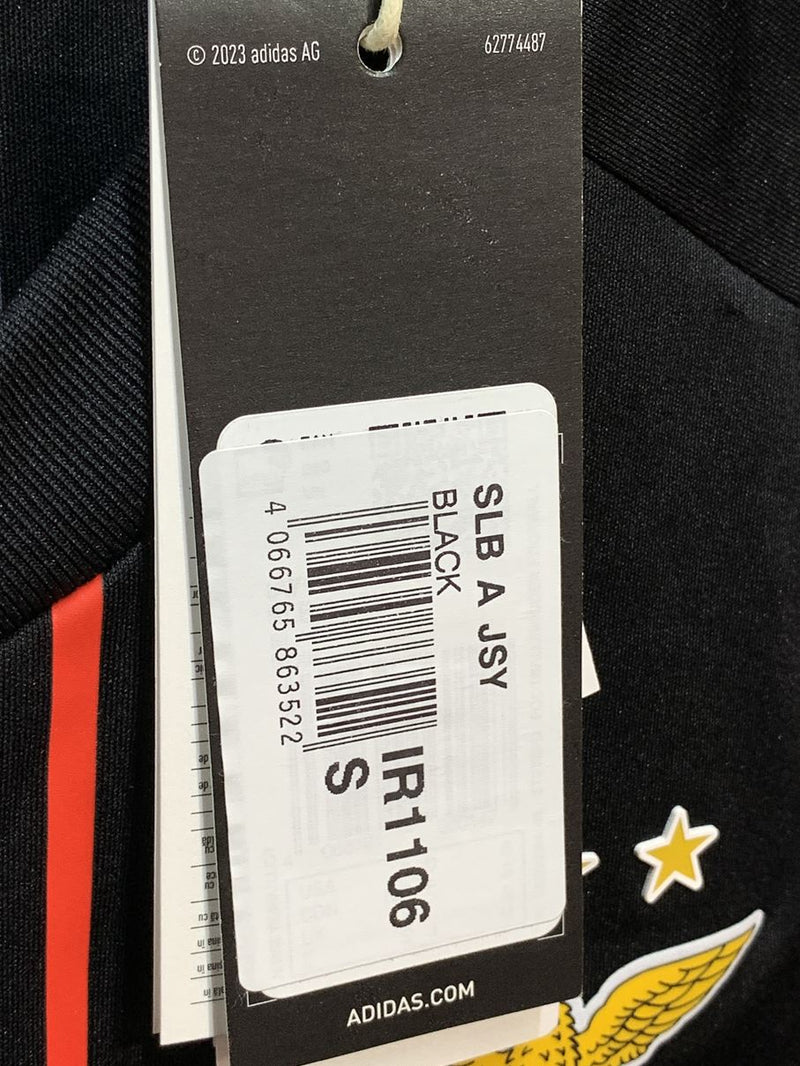 © 2023 adidas AG
62774487
SLB A JSY
BLACK
4 066765 863522
IR1106
S
ADIDAS.COM